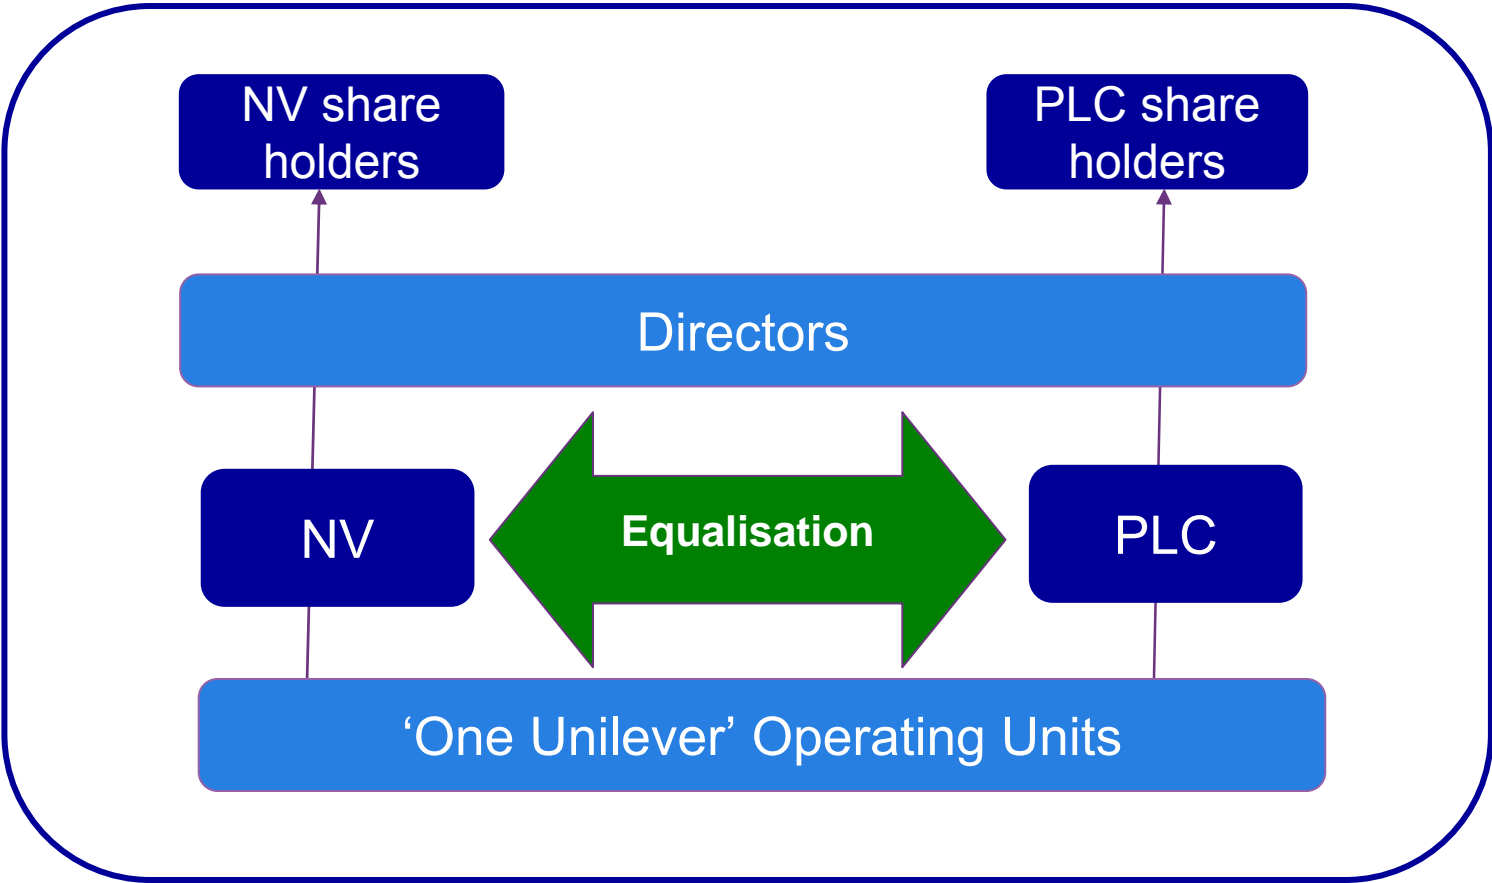 NV share
holders
PLC share
holders
Directors
NV
Equalisation
PLC
‘One Unilever’ Operating Units